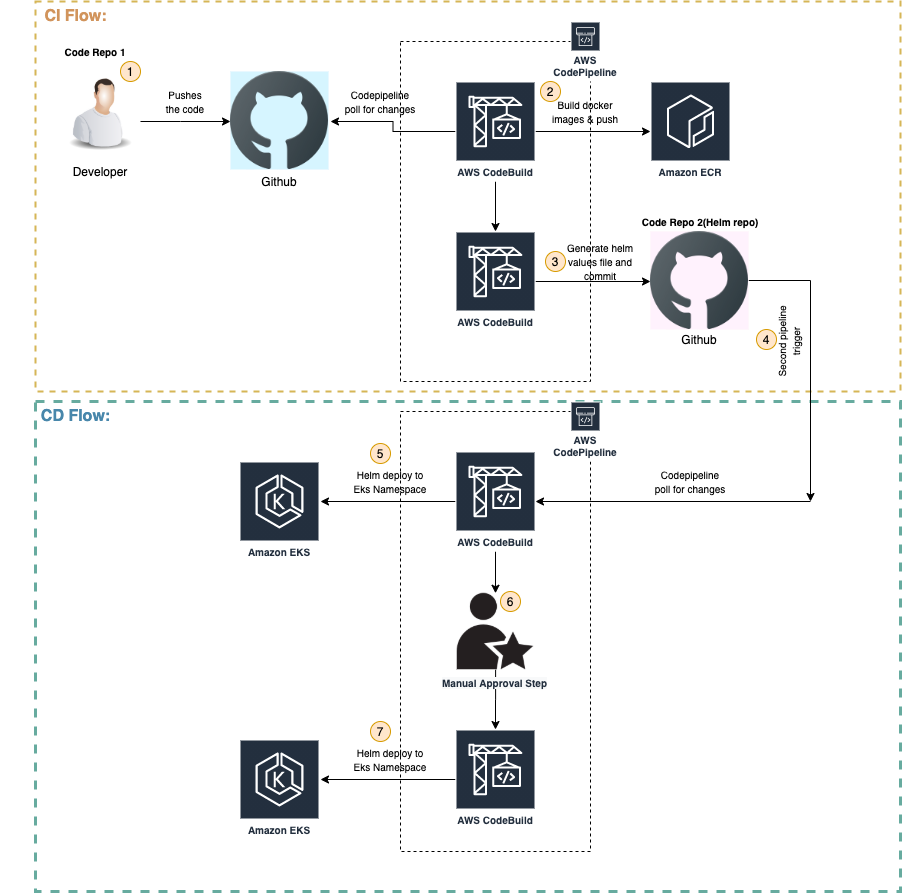 CI Flow:
Code Repo 1
1
Pushes
the code
Developer
Github
Codepipeline
poll for changes
AWS
CodePipeline
2
Build docker
images & push
AWS CodeBuild
Amazon ECR
Code Repo 2(Helm repo)
3
Generate helm
values file and
commit
AWS CodeBuild
Github
4
Second pipeline
trigger
CD Flow:
AWS
CodePipeline
5
Helm deploy to
Eks Namespace
Codepipeline
poll for changes
AWS CodeBuild
Amazon EKS
K
6
Manual Approval Step
7
Helm deploy to
Eks Namespace
K
AWS CodeBuild
Amazon EKS